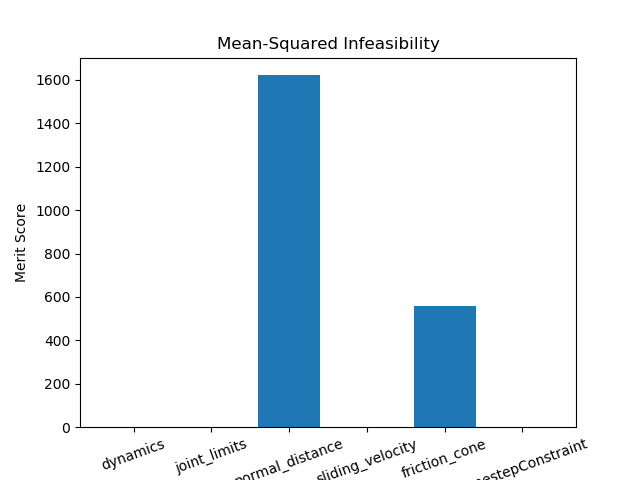 Mean-Squared Infeasibility
Merit Score
1600
1400
1200
1000
800
600
400
200
0
dynamics
joint_limits
normal_distance
sliding_velocity
friction_cone
estepConstraint